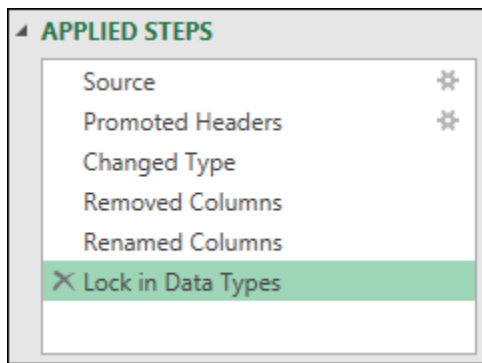 APPLIED STEPS
Source
Promoted Headers
Changed Type
Removed Columns
Renamed Columns
Lock in Data Types